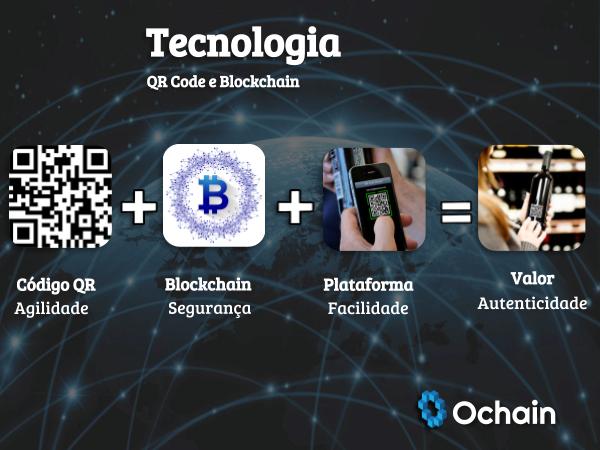 Tecnologia
QR Code e Blockchain
Código QR
Agilidade
Blockchain
Segurança
Plataforma
Facilidade
Valor
Autenticidade
Ochain